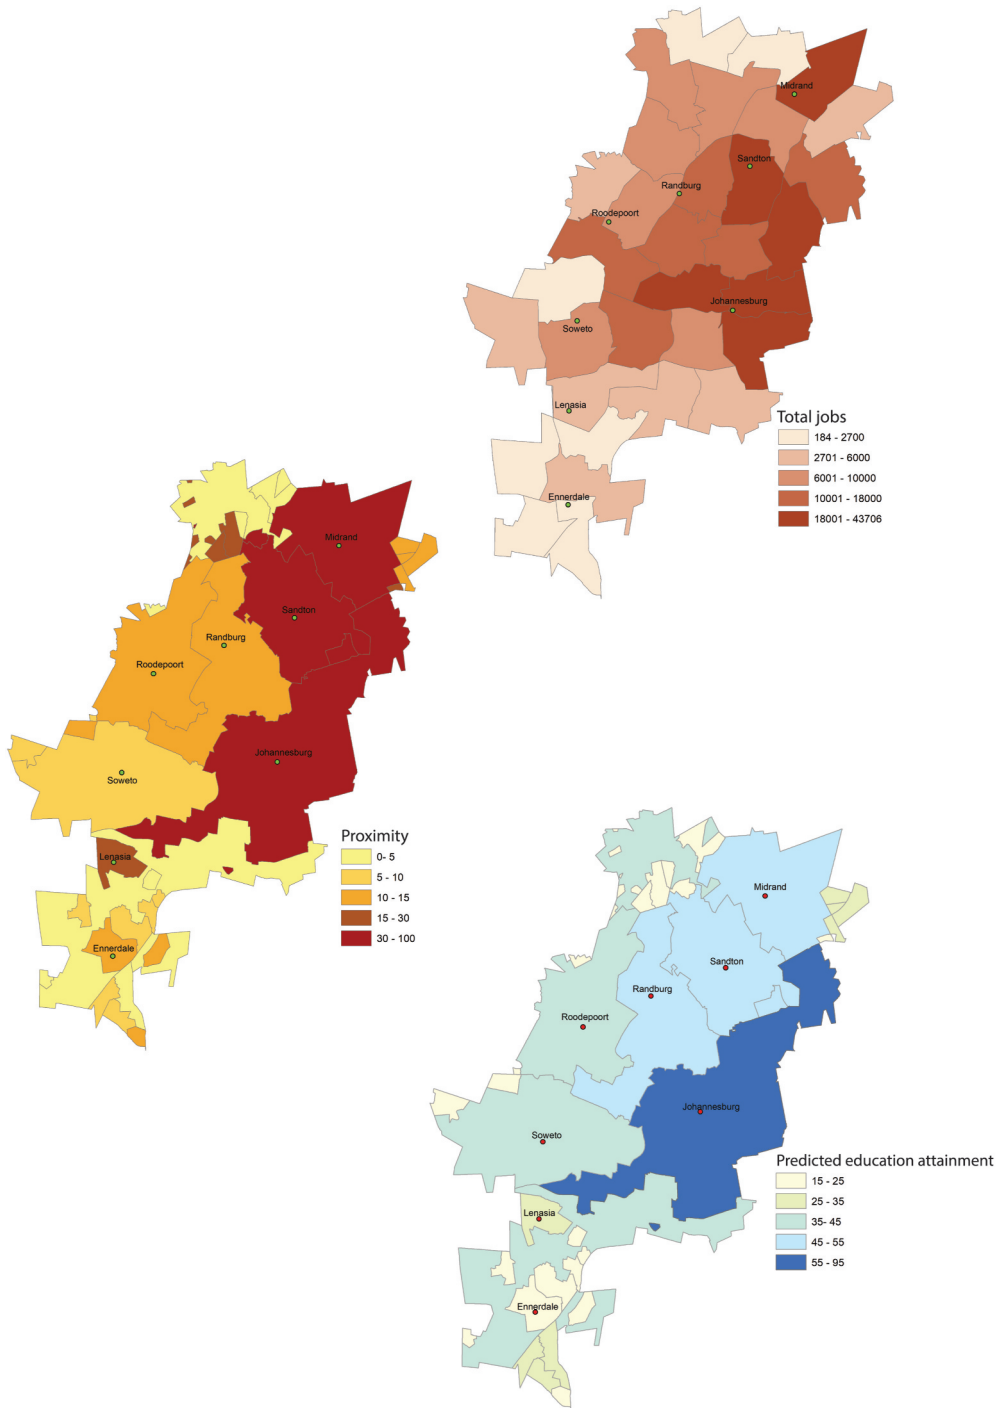 Midrand
Sandton
Randburg
Roodepoort
Johannesburg
Soweto
Lenasia
Ennerdale
Total jobs
184 - 2700
2701 - 6000
6001 - 10000
10001 - 18000
18001 - 43706
Midrand
Sandton
Randburg
Roodepoort
Johannesburg
Soweto
Lenasia
Ennerdale
Proximity
0- 5
5 - 10
10 - 15
15 - 30
30 - 100
Midrand
Sandton
Randburg
Roodepoort
Johannesburg
Soweto
Lenasia
Ennerdale
Predicted education attainment
15 - 25
25 - 35
35- 45
45 - 55
55 - 95